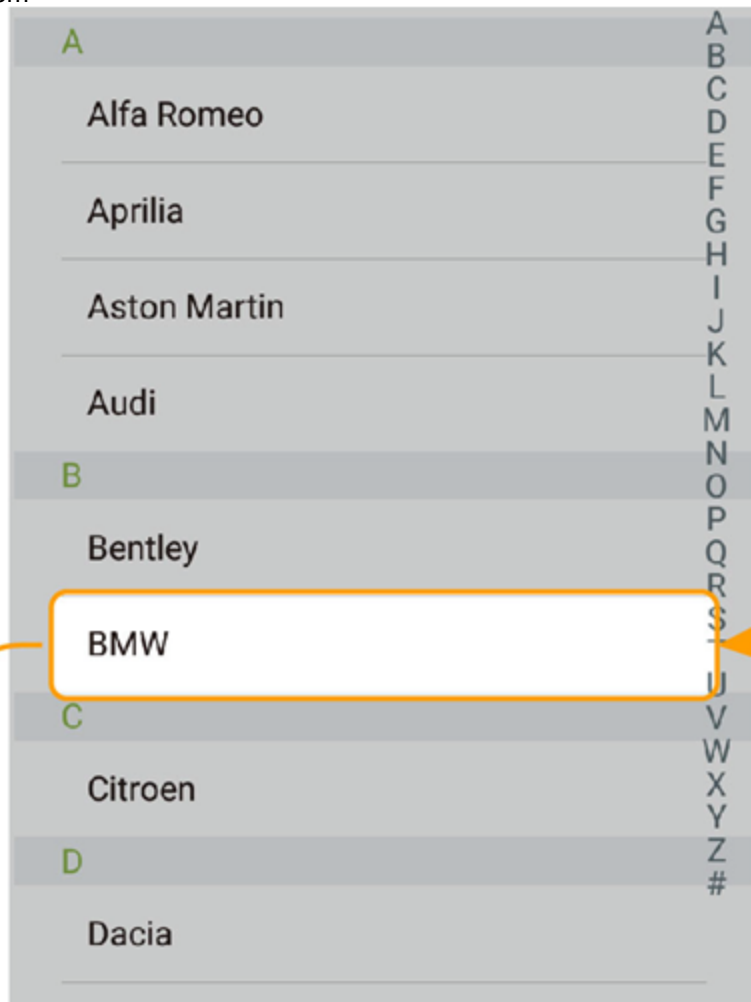 A
Alfa Romeo
Aprilia
Aston Martin
Audi
B
Bentley
BMW
C
Citroen
D
Dacia
A
B
C
D
E
F
G
H
I
J
K
L
M
N
O
P
Q
R
S
T
U
V
W
X
Y
Z
#